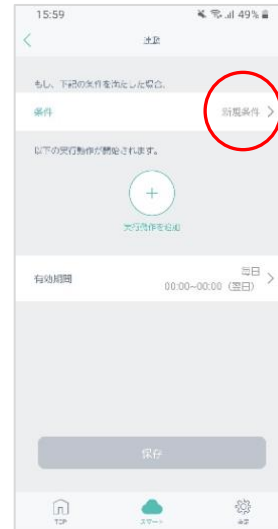 15:59 49%
連動
もし、下記の条件を満たした場合、
条件 新規条件
以下の実行動作が開始されます。
実行動作を追加
有効期間 毎日
00:00~00:00（翌日）
保存
TOP スマート 設定